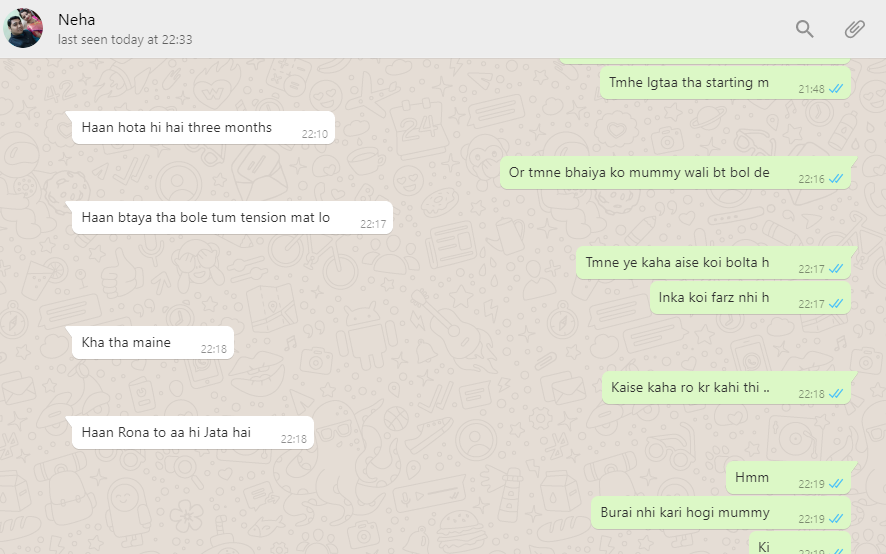 Neha
last seen today at 22:33
Tmhe lgtaa tha starting m 21:48
Haan hota hi hai three months 22:10
Or tmne bhaiya ko mummy wali bt bol de 22:16
Haan btaya tha bole tum tension mat lo 22:17
Tmne ye kaha aise koi bolta h 22:17
Inka koi farz nhi h 22:17
Kha tha maine 22:18
Kaise kaha ro kr kahi thi .. 22:18
Haan Rona to aa hi Jata hai 22:18
Hmm 22:19
Burai nhi kari hogi mummy 22:19
Ki 22:19